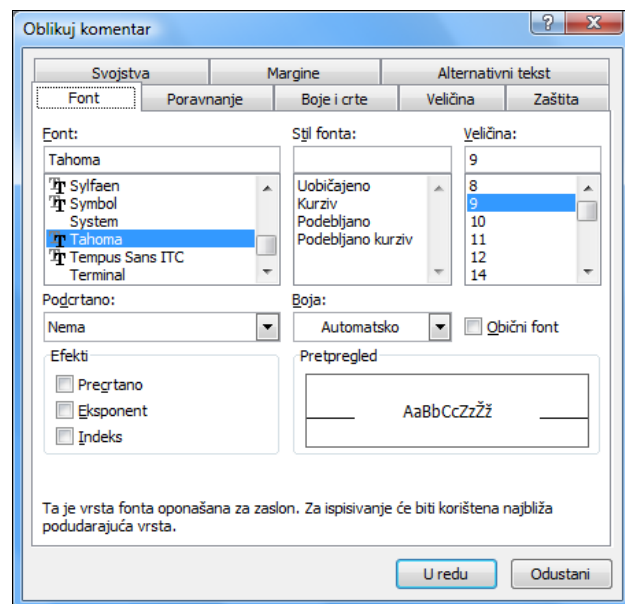 Oblikuj komentar
Svojstva Margine Alternativni tekst
Font Poravnanje Boje i crte Veličina Zaštita
Font: Stil fonta: Veličina:
Tahoma 9
Sylfaen Uobičajeno 8
Symbol Kurziv 9
System Podebljano 10
Tahoma Podebljano kurziv 11
Tempus Sans ITC 12
Terminal 14
Podcrtano: Boja:
Nema Automatsko Obični font
Efekti Pretpregled
Precrtano
Eksponent AaBbCcZzŽž
Indeks
Ta je vrsta fonta oponašana za zaslon. Za ispisivanje će biti korištena najbliža
podudarajuća vrsta.
U redu Odustani